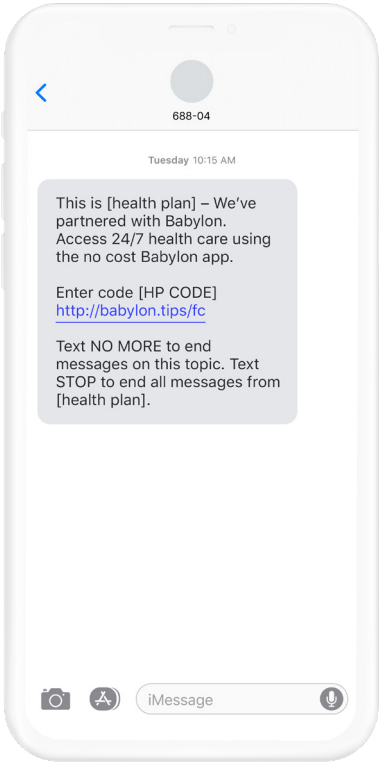 688-04
Tuesday 10:15 AM
This is [health plan] – We’ve
partnered with Babylon.
Access 24/7 health care using
the no cost Babylon app.
Enter code [HP CODE]
http://babylon.tips/fc
Text NO MORE to end
messages on this topic. Text
STOP to end all messages from
[health plan].
iMessage